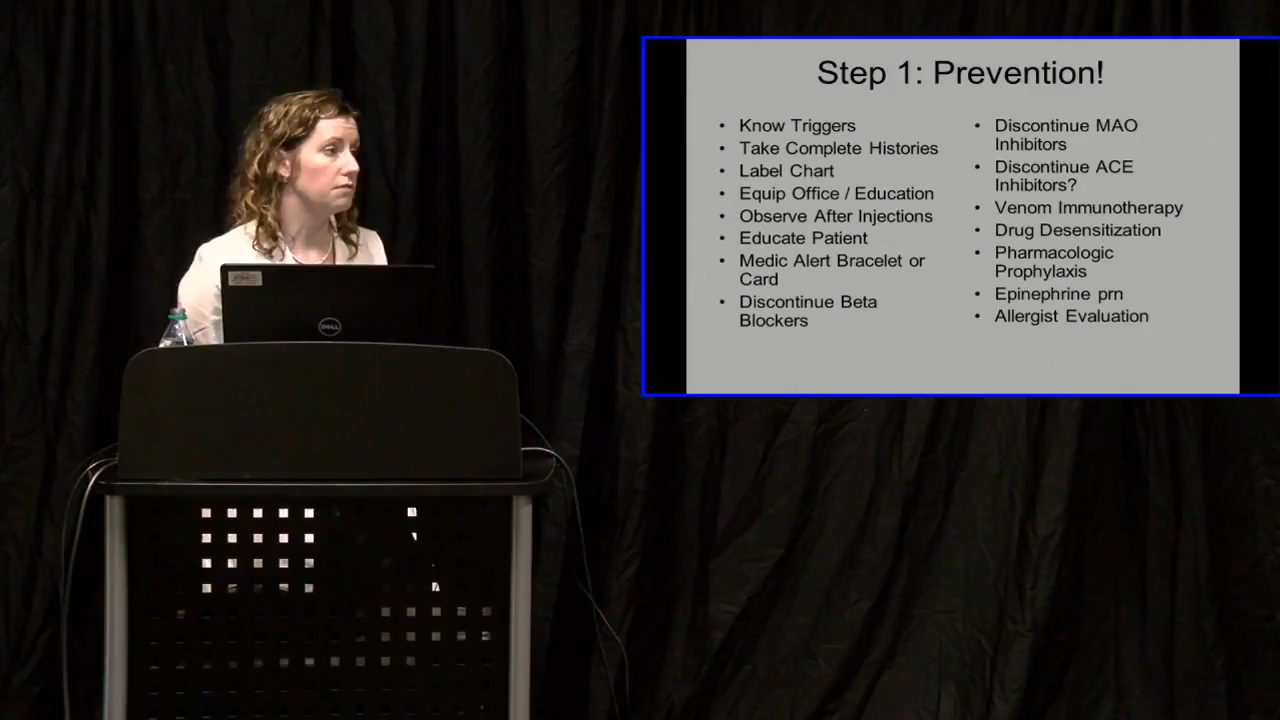 Step 1: Prevention!
• Know Triggers
• Take Complete Histories
• Label Chart
• Equip Office / Education
• Observe After Injections
• Educate Patient
• Medic Alert Bracelet or
Card
• Discontinue Beta
Blockers
• Discontinue MAO
Inhibitors
• Discontinue ACE
Inhibitors?
• Venom Immunotherapy
• Drug Desensitization
• Pharmacologic
Prophylaxis
• Epinephrine prn
• Allergist Evaluation
DELL